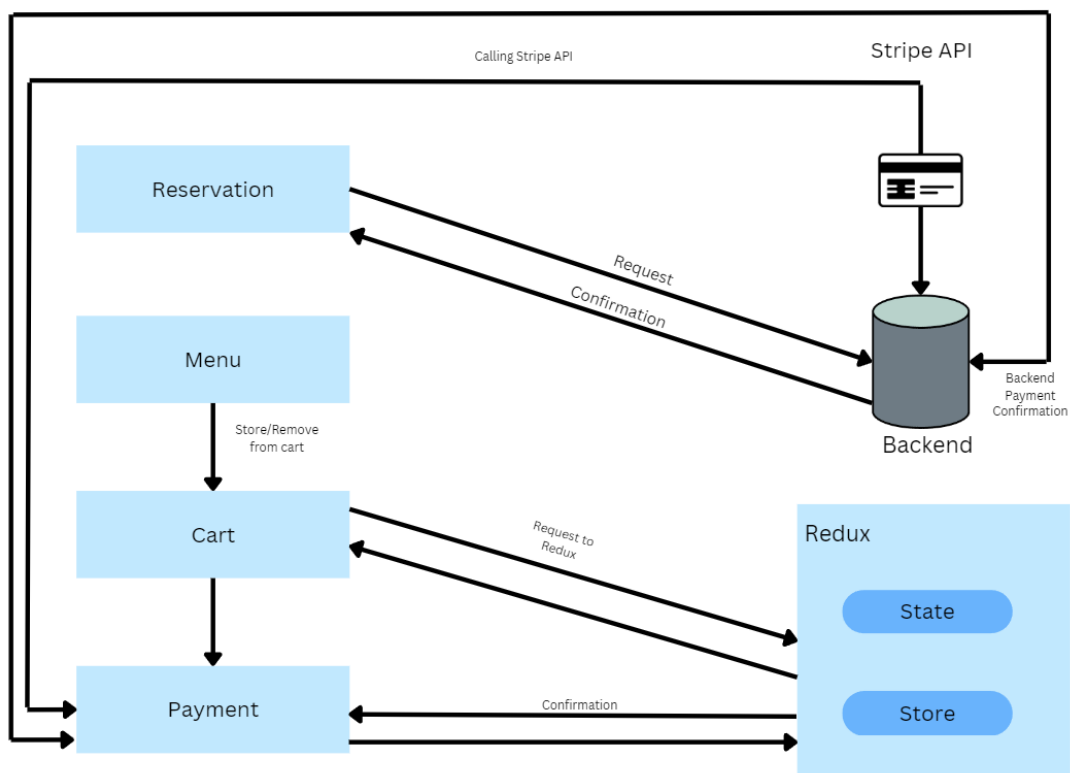 Stripe API
Calling Stripe API
Reservation
Request
Confirmation
Menu
Store/Remove
from cart
Backend
Payment
Confirmation
Backend
Cart
Request to
Redux
Redux
State
Store
Payment
Confirmation